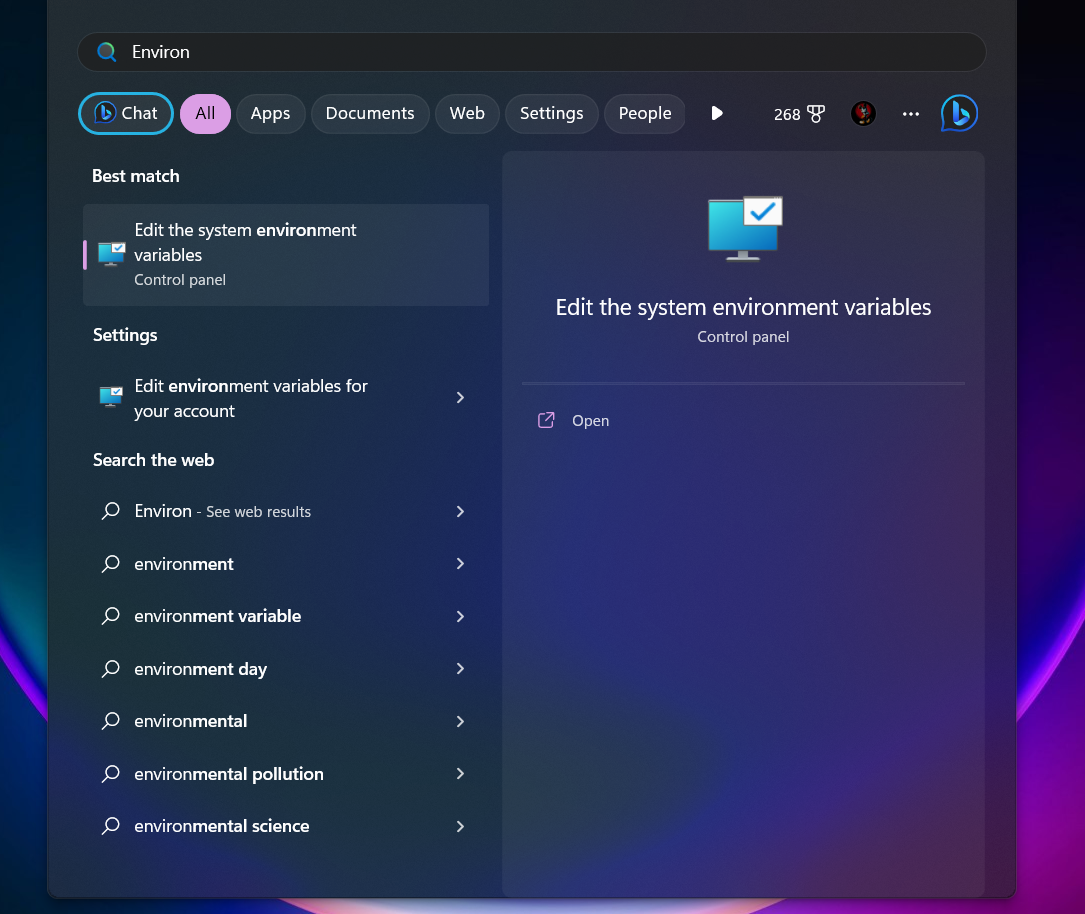 Environ
Chat
All
Apps
Documents
Web
Settings
People
268
Best match
Edit the system environment
variables
Control panel
Settings
Edit environment variables for
your account
Search the web
Environ - See web results
environment
environment variable
environment day
environmental
environmental pollution
environmental science
Edit the system environment variables
Control panel
Open